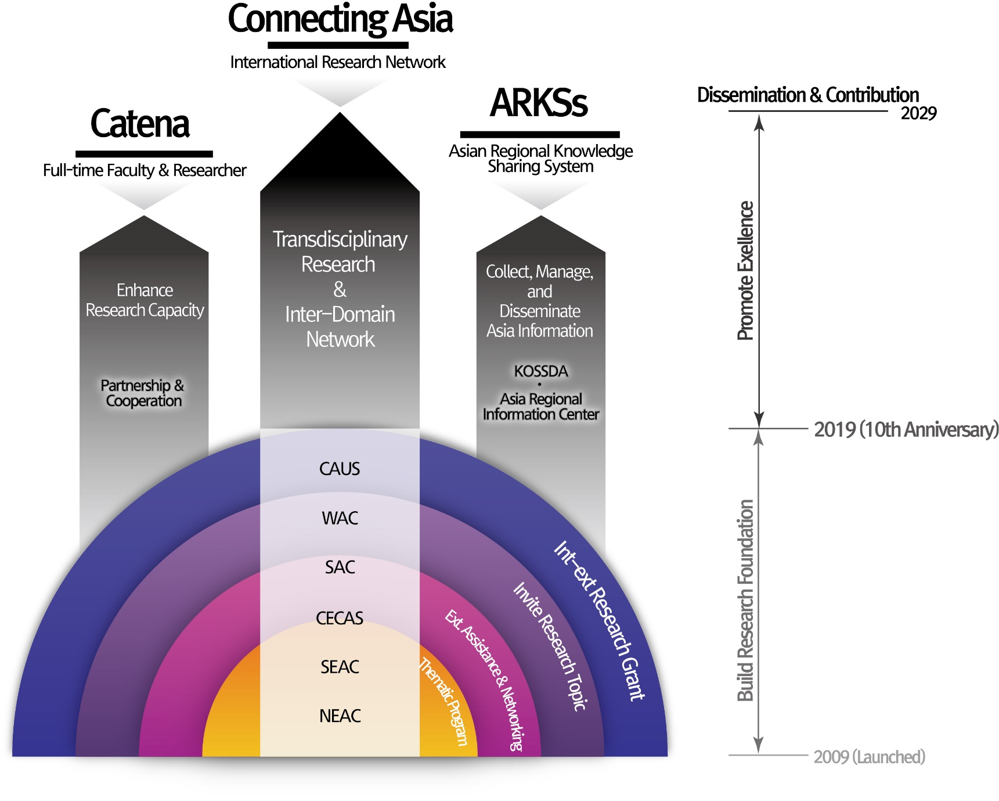 Connecting Asia
International Research Network
Catena
Full-time Faculty & Researcher
ARKSs
Asian Regional Knowledge
Sharing System
Enhance
Research Capacity
Partnership &
Cooperation
Transdisciplinary
Research
&
Inter-Domain
Network
Collect, Manage,
and
Disseminate
Asia Information
KOSSDA
·
Asia Regional
Information Center
CAUS
WAC
SAC
CECAS
SEAC
NEAC
Thematic Program
Ext. Assistance & Networking
Invite Research Topic
Int-ext Research Grant
Dissemination & Contribution
2029
Promote Exellence
2019 (10th Anniversary)
Build Research Foundation
2009 (Launched)